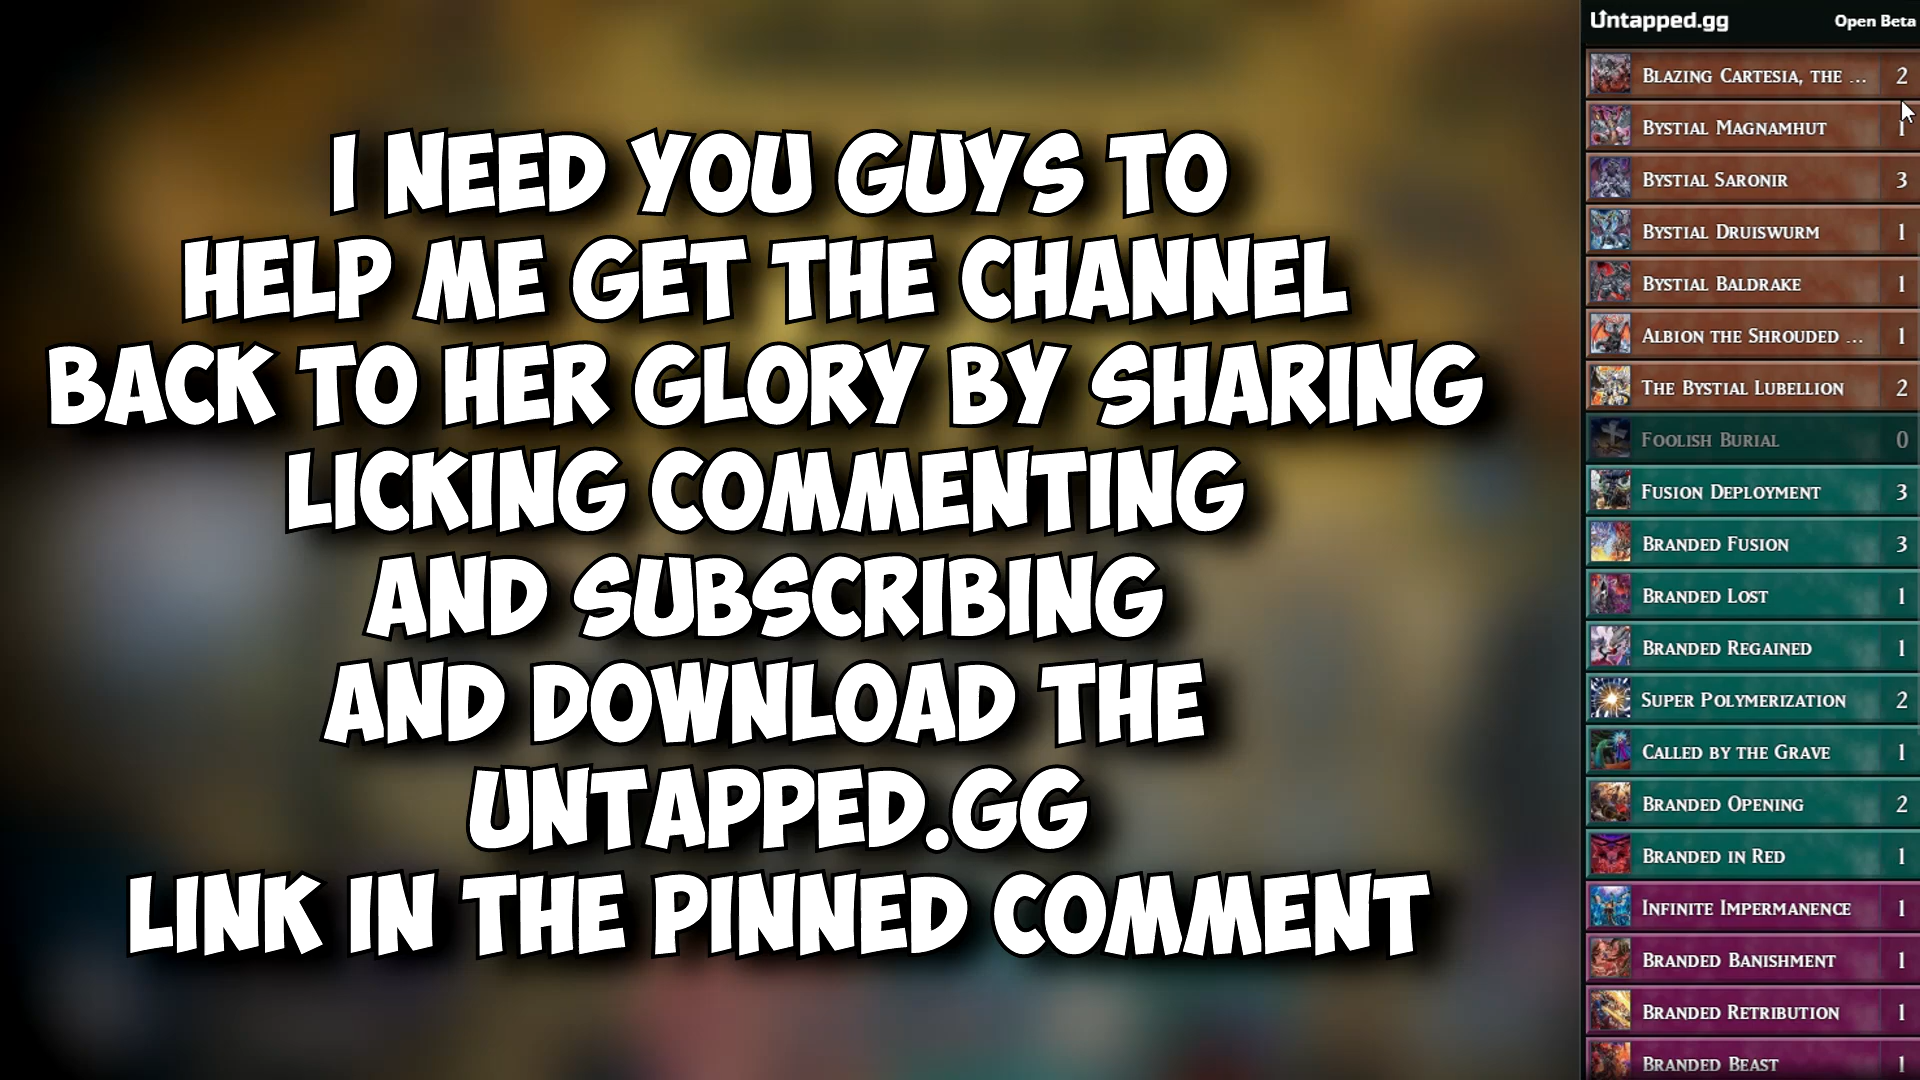 I NEED YOU GUYS TO
HELP ME GET THE CHANNEL
BACK TO HER GLORY BY SHARING
LICKING COMMENTING
AND SUBSCRIBING
AND DOWNLOAD THE
UNTAPPED.GG
LINK IN THE PINNED COMMENT
Untapped.gg Open Beta
Blazing Cartesia, the ... 2
Bystial Magnamhut 1
Bystial Saronir 3
Bystial Druiswurm 1
Bystial Baldrake 1
Albion the Shrouded ... 1
The Bystial Lubellion 2
Foolish Burial 0
Fusion Deployment 3
Branded Fusion 3
Branded Lost 1
Branded Regained 1
Super Polymerization 2
Called by the Grave 1
Branded Opening 2
Branded in Red 1
Infinite Impermanence 1
Branded Banishment 1
Branded Retribution 1
Branded Beast 1